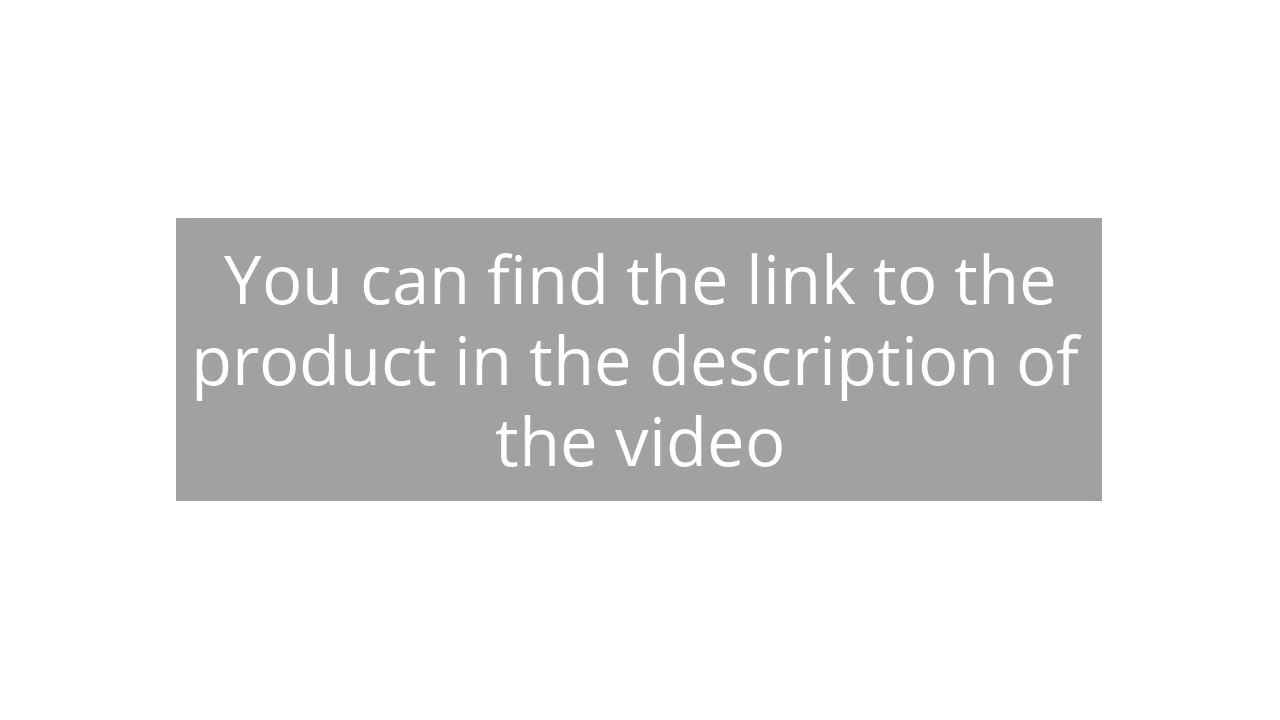 You can find the link to the
product in the description of
the video